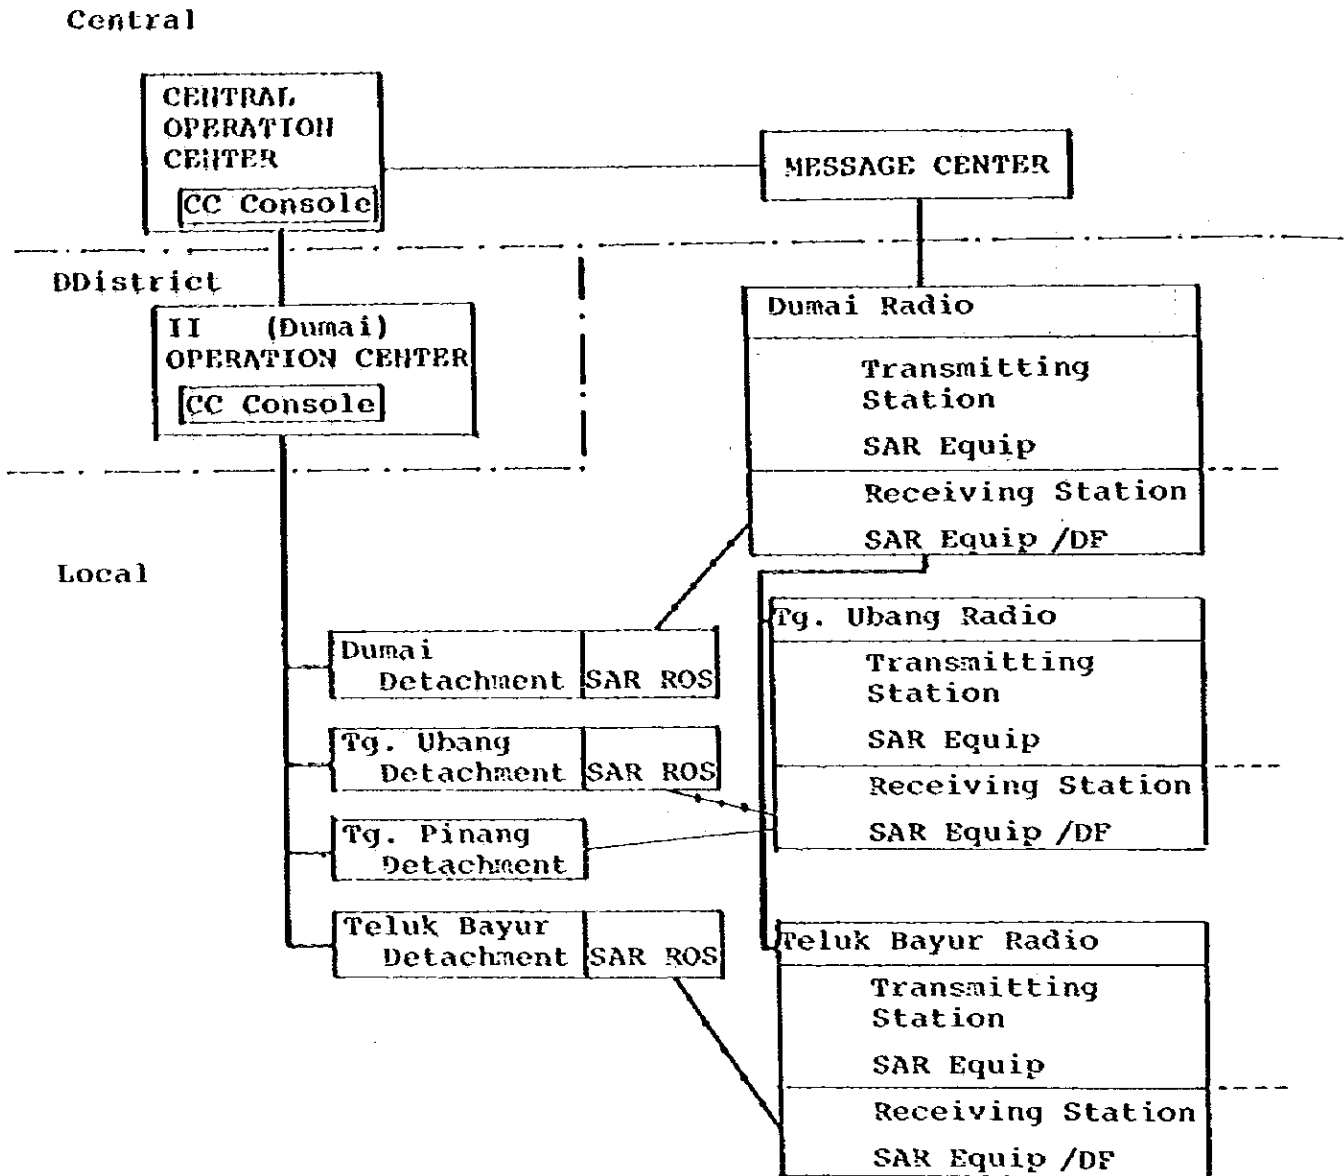 Central
CENTRAL
OPERATION
CENTER
CC Console
MESSAGE CENTER
DDistrict
II (Dumai)
OPERATION CENTER
CC Console
Dumai Radio
Transmitting
Station
SAR Equip
Receiving Station
SAR Equip /DF
Local
Dumai
Detachment
SAR ROS
Tg. Ubang
Detachment
SAR ROS
Tg. Pinang
Detachment
Teluk Bayur
Detachment
SAR ROS
Tg. Ubang Radio
Transmitting
Station
SAR Equip
Receiving Station
SAR Equip /DF
Teluk Bayur Radio
Transmitting
Station
SAR Equip
Receiving Station
SAR Equip /DF